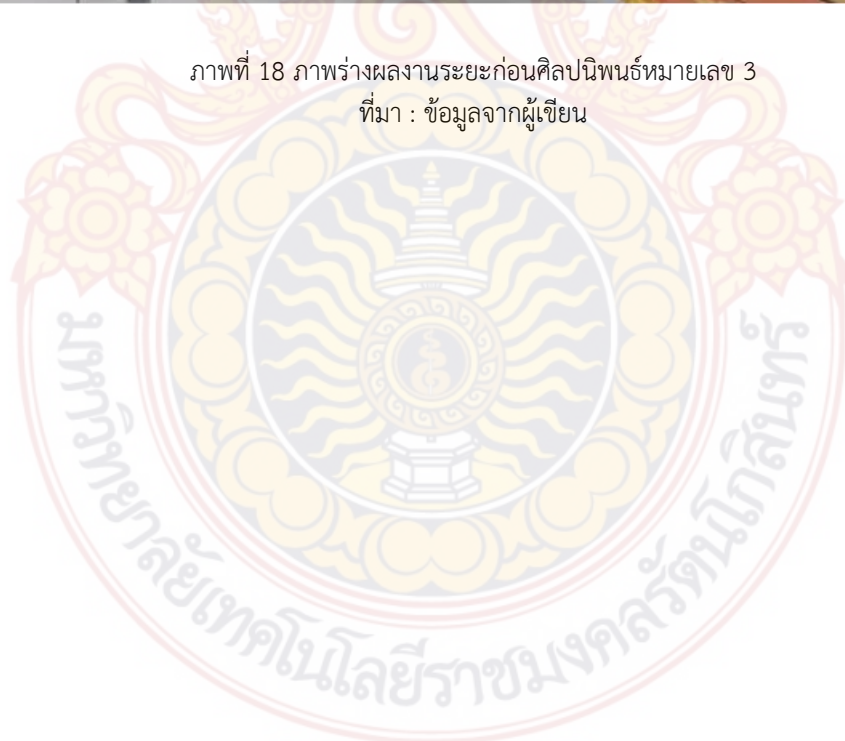 ภาพที่ 18 ภาพร่างผลงานระยะก่อนศิลปนิพนธ์หมายเลข 3
ที่มา : ข้อมูลจากผู้เขียน
มหาวิทยาลัยเทคโนโลยีราชมงคลรัตนโกสินทร์